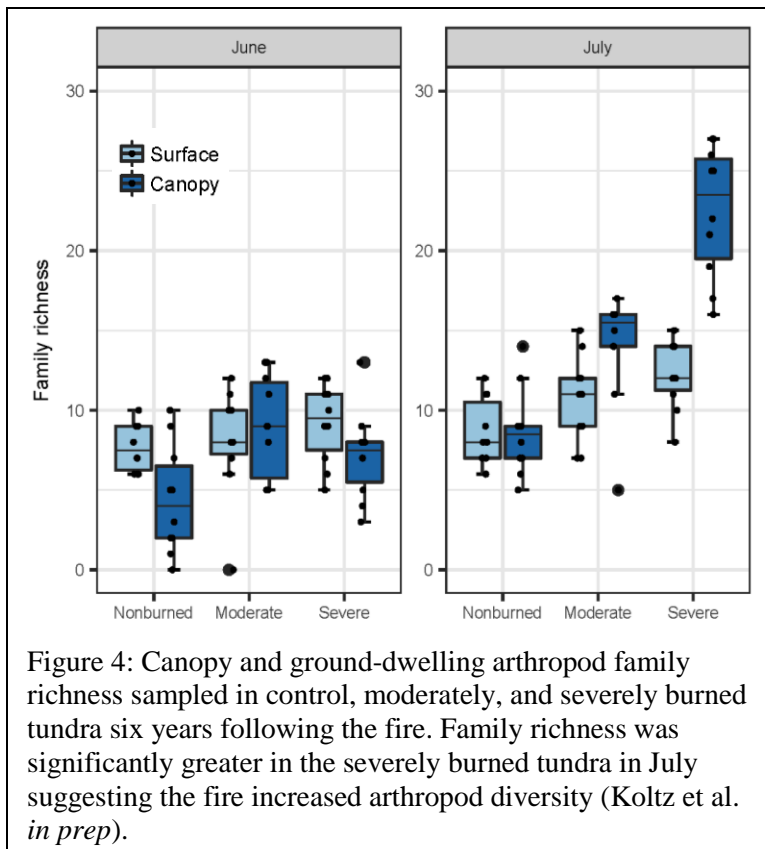 June
July
30
20
10
0
30
20
10
0
Family richness
Surface
Canopy
Nonburned
Moderate
Severe
Nonburned
Moderate
Severe
Figure 4: Canopy and ground-dwelling arthropod family
richness sampled in control, moderately, and severely burned
tundra six years following the fire. Family richness was
significantly greater in the severely burned tundra in July
suggesting the fire increased arthropod diversity (Koltz et al.
in prep).